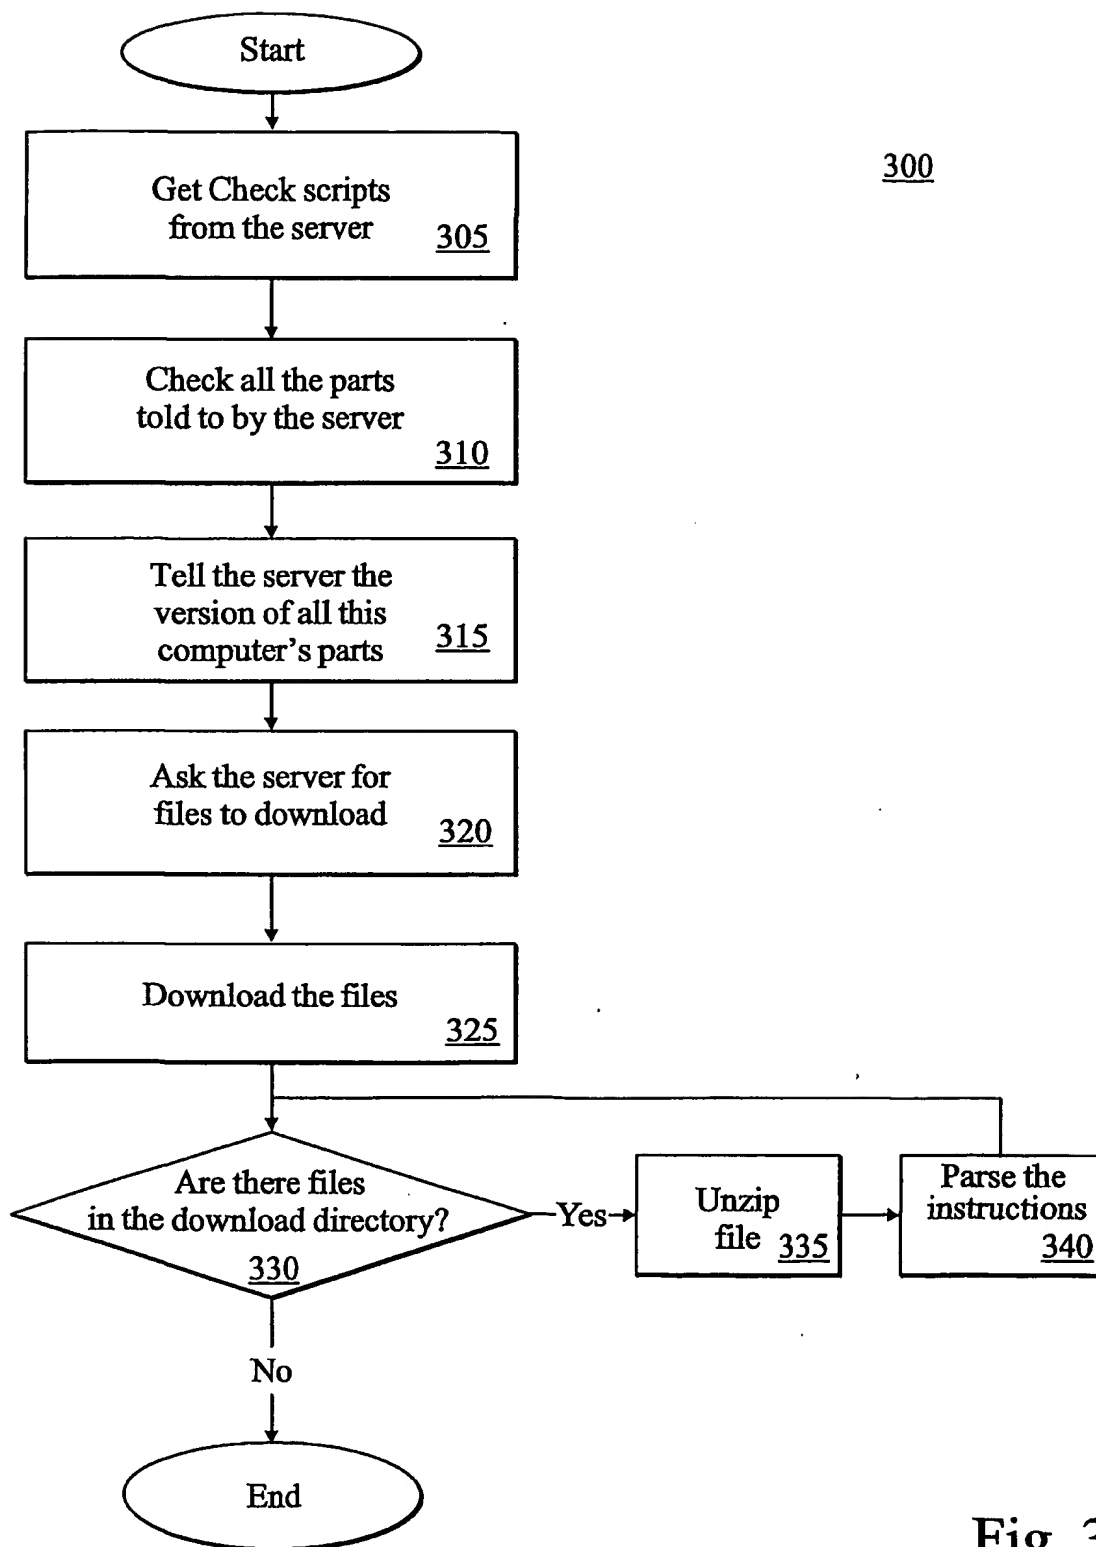 Start
300
Get Check scripts
from the server
305
Check all the parts
told to by the server
310
Tell the server the
version of all this
computer's parts
315
Ask the server for
files to download
320
Download the files
325
Are there files
in the download directory?
330
Yes
Unzip
file
335
Parse the
instructions
340
No
End
Fig. 3